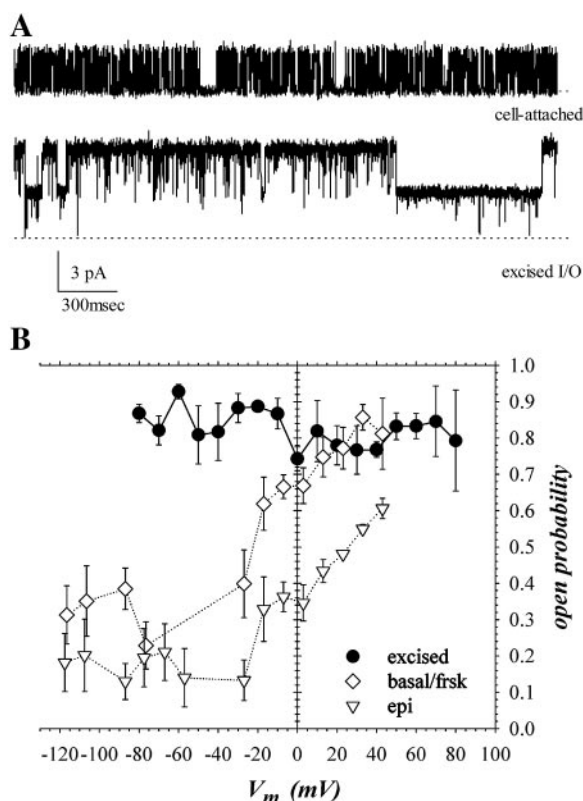 A
cell-attached
3 pA
300msec
excised I/O
B
1.0
0.9
0.8
0.7
0.6
0.5
0.4
0.3
0.2
0.1
0.0
open probability
excised
basal/frsk
epi
-120 -100 -80 -60 -40 -20 0 20 40 60 80 100
Vm (mV)